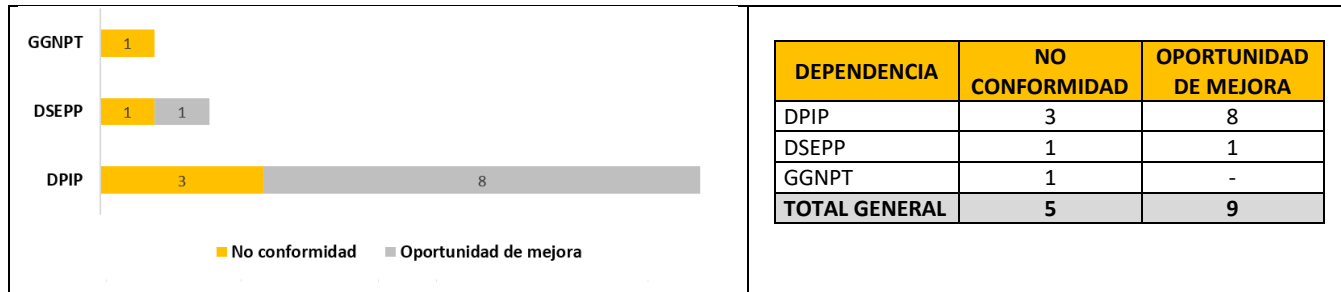 GGNPT 1
DSEPP 1 1
DPIP 3 8
No conformidad Oportunidad de mejora
DEPENDENCIA NO CONFORMIDAD OPORTUNIDAD DE MEJORA
DPIP 3 8
DSEPP 1 1
GGNPT 1 -
TOTAL GENERAL 5 9